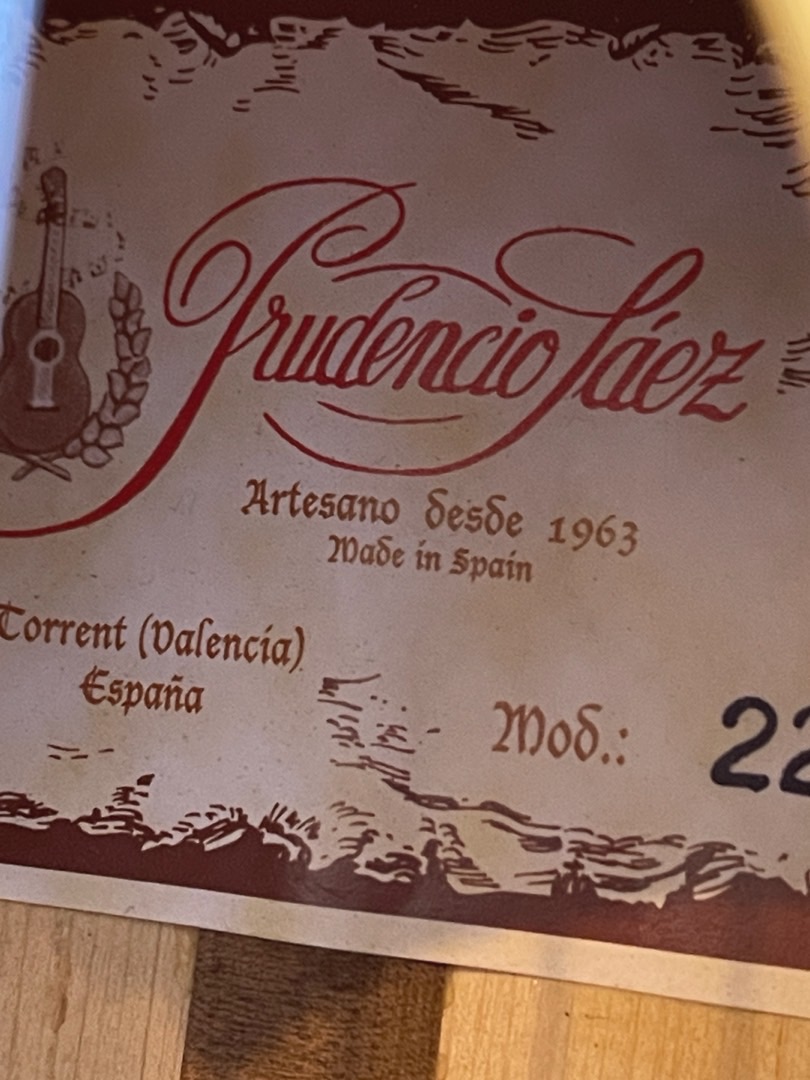 Prudencio Sáez
Artesano desde 1963
Made in Spain
Torrent (Valencia)
España
Mod.: 22